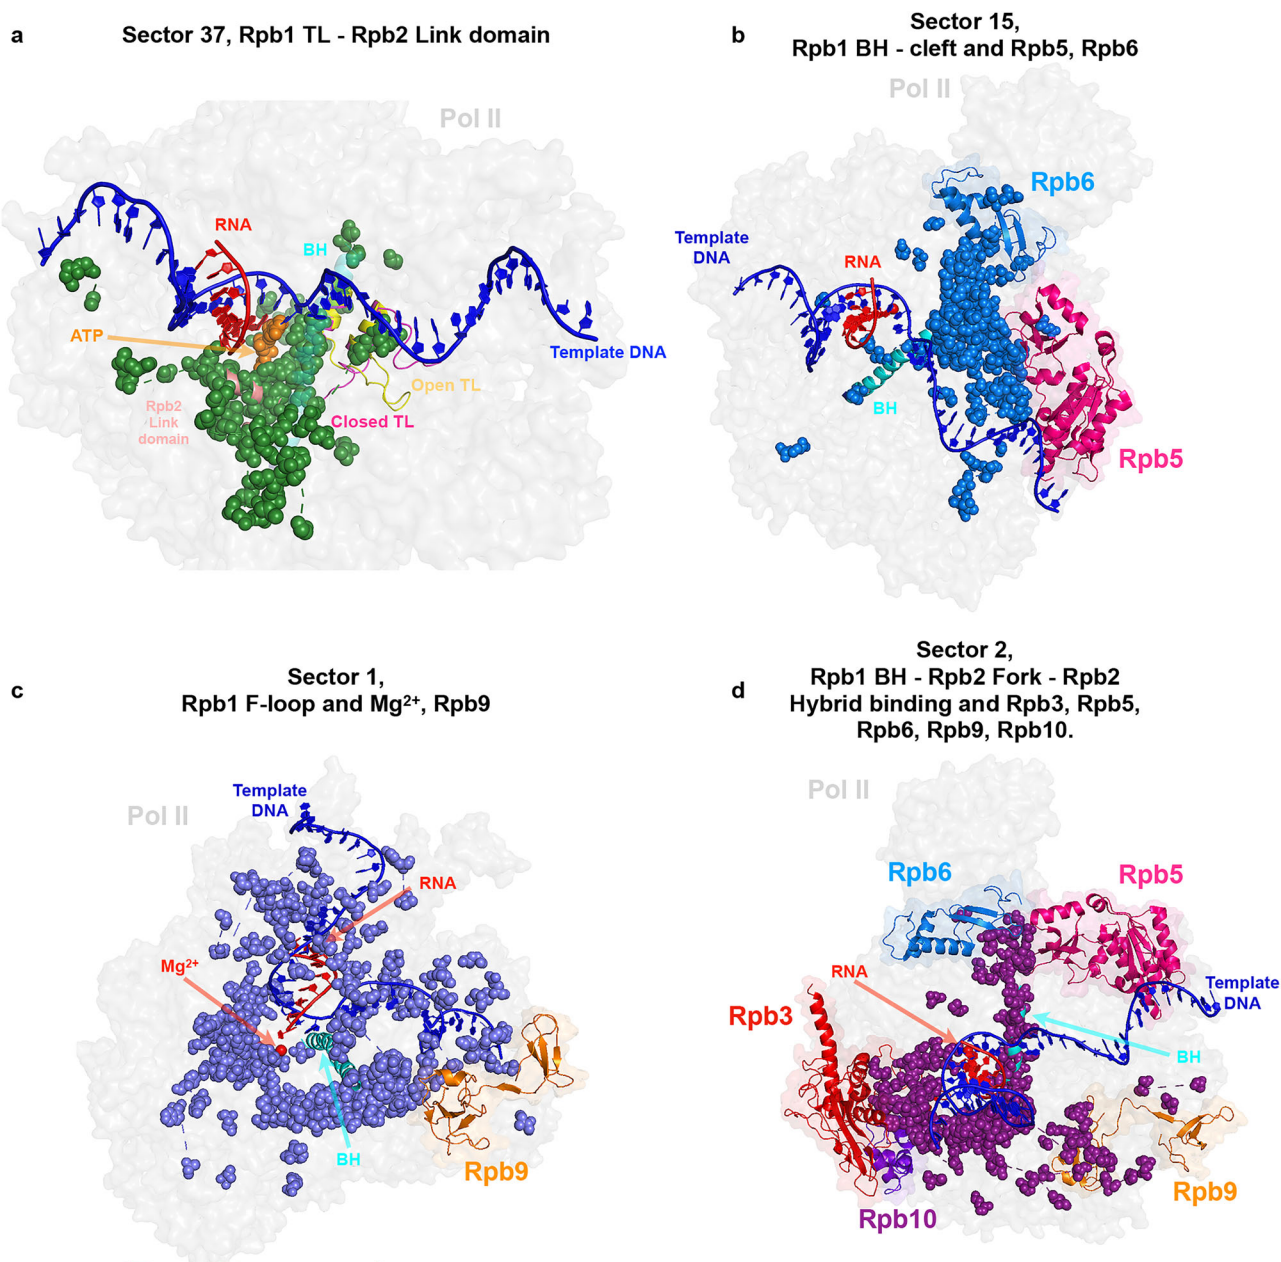 a
Sector 37, Rpb1 TL - Rpb2 Link domain
Pol II
RNA
BH
ATP
Template DNA
Open TL
Rpb2
Link
domain
Closed TL
b
Sector 15,
Rpb1 BH - cleft and Rpb5, Rpb6
Pol II
Rpb6
Template
DNA
RNA
BH
Rpb5
c
Sector 1,
Rpb1 F-loop and Mg²⁺, Rpb9
Template
DNA
Pol II
RNA
Mg²⁺
BH
Rpb9
d
Sector 2,
Rpb1 BH - Rpb2 Fork - Rpb2
Hybrid binding and Rpb3, Rpb5,
Rpb6, Rpb9, Rpb10.
Pol II
Rpb6
Rpb5
RNA
Template
DNA
Rpb3
BH
Rpb9
Rpb10